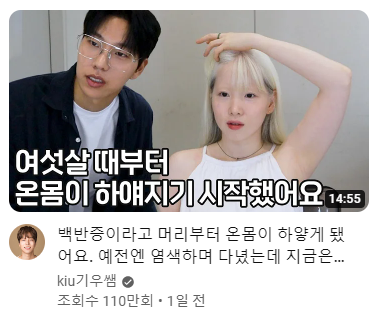 여섯살 때부터
온몸이 하얘지기 시작했어요
14:55
백반증이라고 머리부터 온몸이 하얗게 됐
어요. 예전엔 염색하며 다녔는데 지금은...
kiu기우쌤
조회수 110만회 • 1일 전